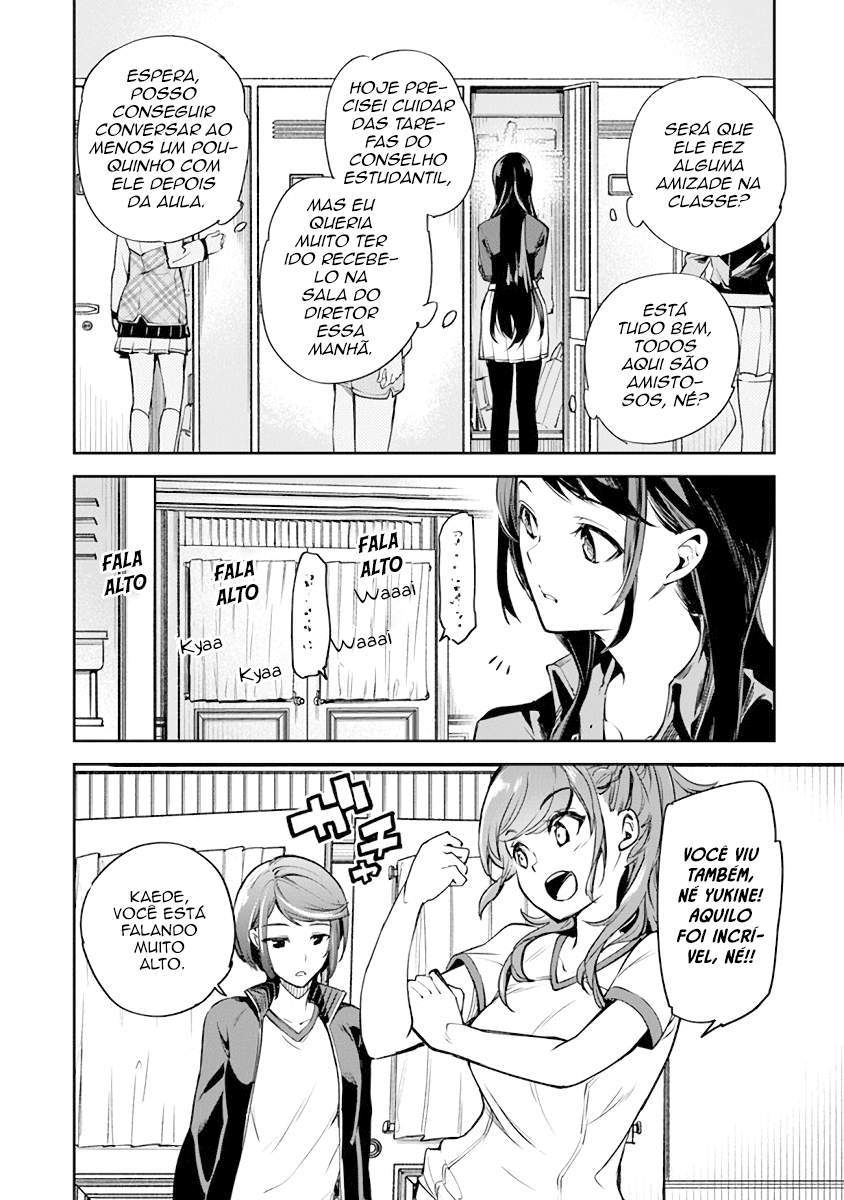 SERÁ QUE
ELE FEZ
ALGUMA
AMIZADE NA
CLASSE?
ESTÁ
TUDO BEM,
TODOS
AQUI SÃO
AMISTO-
SOS, NÉ?
HOJE PRE-
CISEI CUIDAR
DAS TARE-
FAS DO
CONSELHO
ESTUDANTIL,
MAS EU
QUERIA
MUITO TER
IDO RECEBE-
LO NA
SALA DO
DIRETOR
ESSA
MANHÃ.
ESPERA,
POSSO
CONSEGUIR
CONVERSAR AO
MENOS UM POU-
QUINHO COM
ELE DEPOIS
DA AULA.
FALA
ALTO
Waaai
Waaai
FALA
ALTO
Kyaa
Kyaa
FALA
ALTO
VOCÊ VIU
TAMBÉM,
NÉ YUKINE!
AQUILO
FOI INCRÍ-
VEL, NÉ!!
ガチャ
KAEDE,
VOCÊ ESTÁ
FALANDO
MUITO
ALTO.